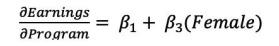 ∂Earnings/∂Program = β₁ + β₃(Female)